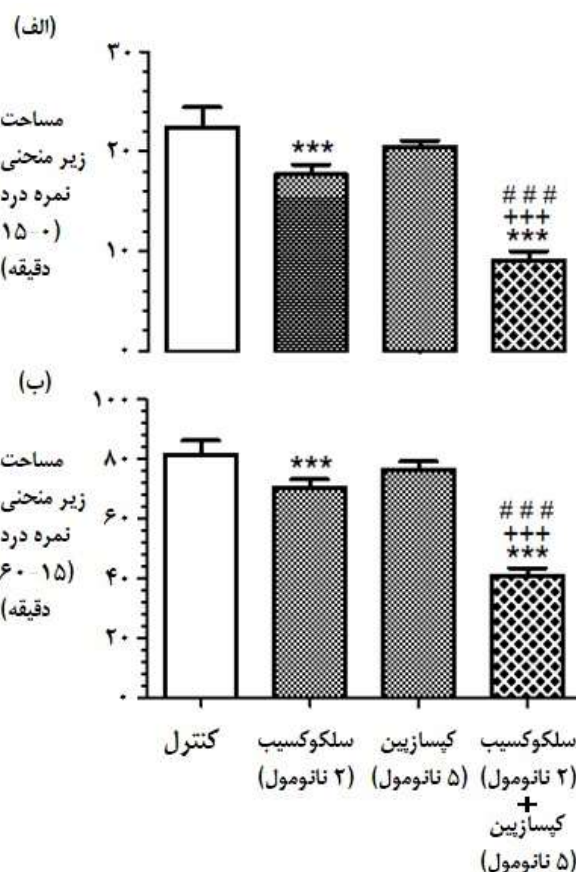 (الف)
مساحت
زیر منحنی
نمره درد
(۰-۱۵
دقیقه)
۳۰
۲۰
۱۰
۰
***
# # #
+++
***
(ب)
مساحت
زیر منحنی
نمره درد
(۱۵-۶۰
دقیقه)
۱۰۰
۸۰
۶۰
۴۰
۲۰
۰
***
# # #
+++
***
کنترل
سلکوکسیب
(۲ نانومول)
کپسازپین
(۵ نانومول)
سلکوکسیب
(۲ نانومول)
+
کپسازپین
(۵ نانومول)